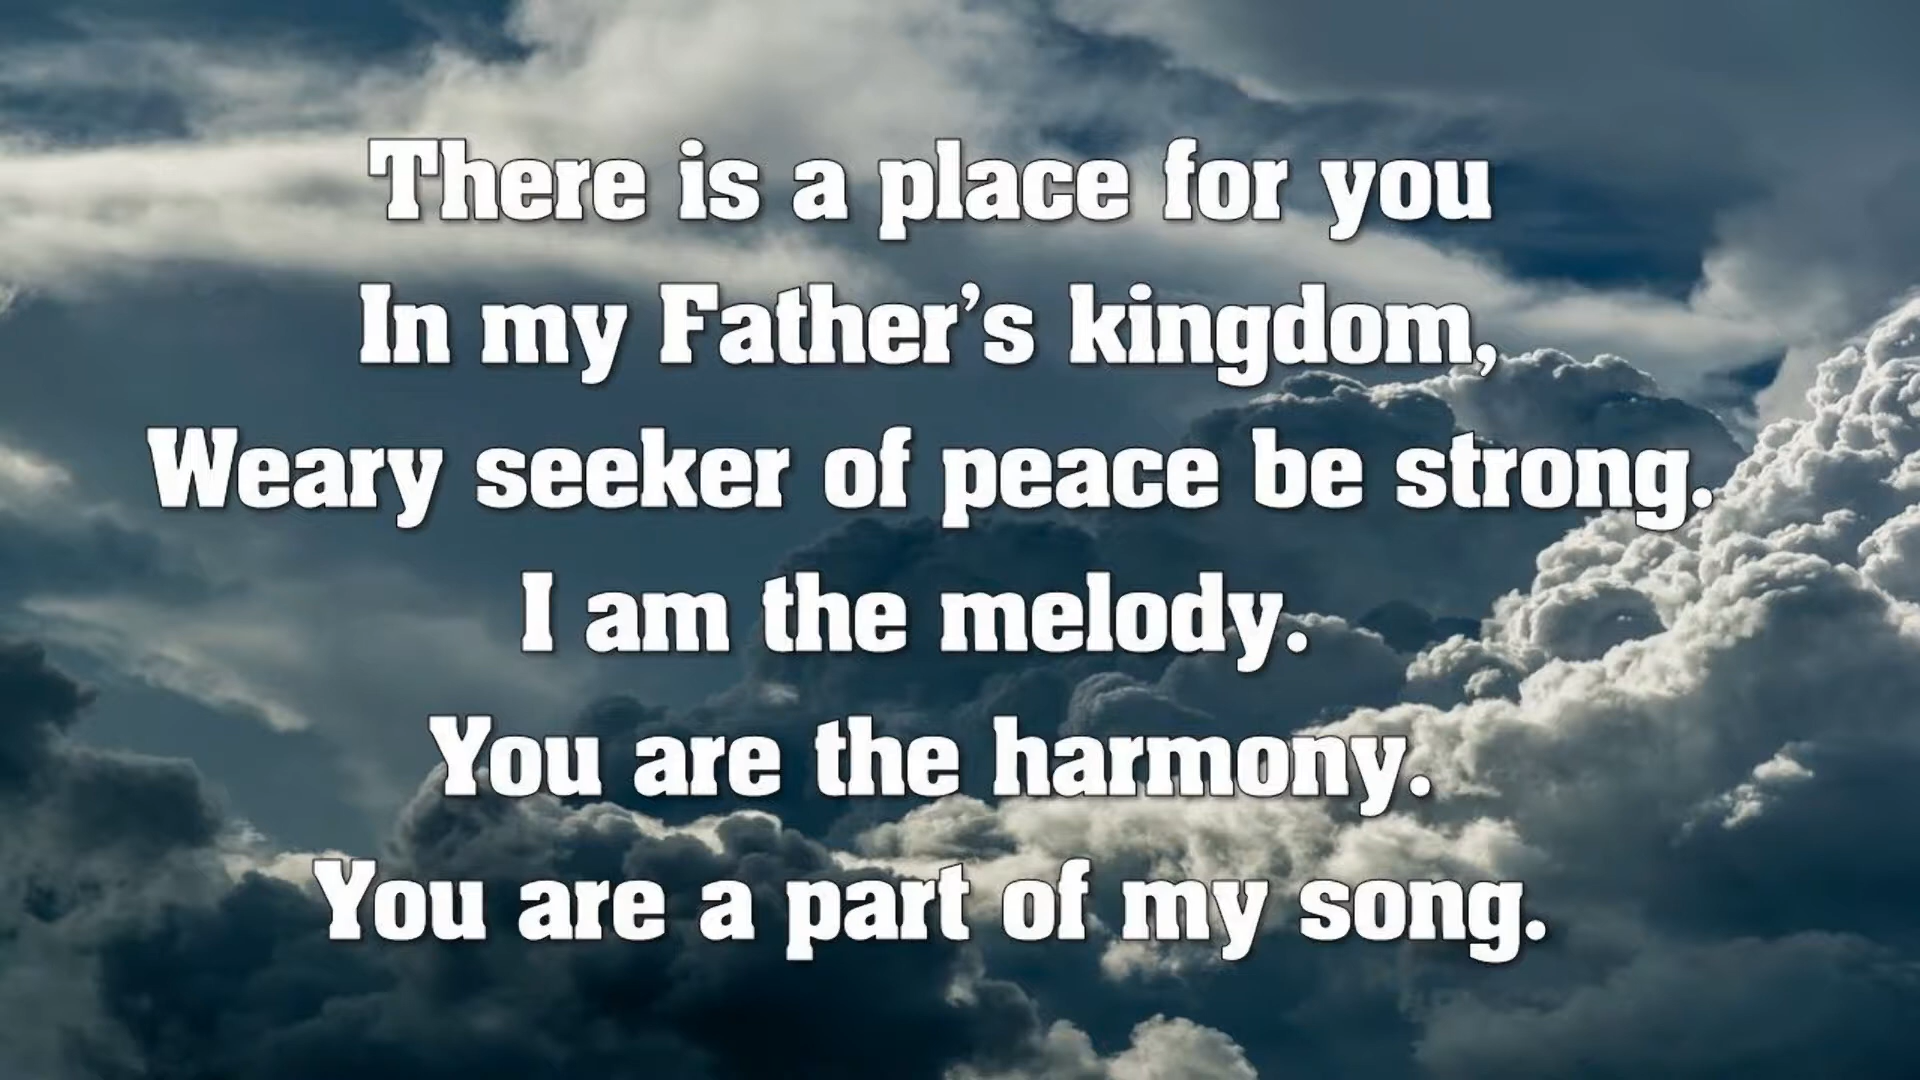 There is a place for you
In my Father’s kingdom,
Weary seeker of peace be strong.
I am the melody.
You are the harmony.
You are a part of my song.